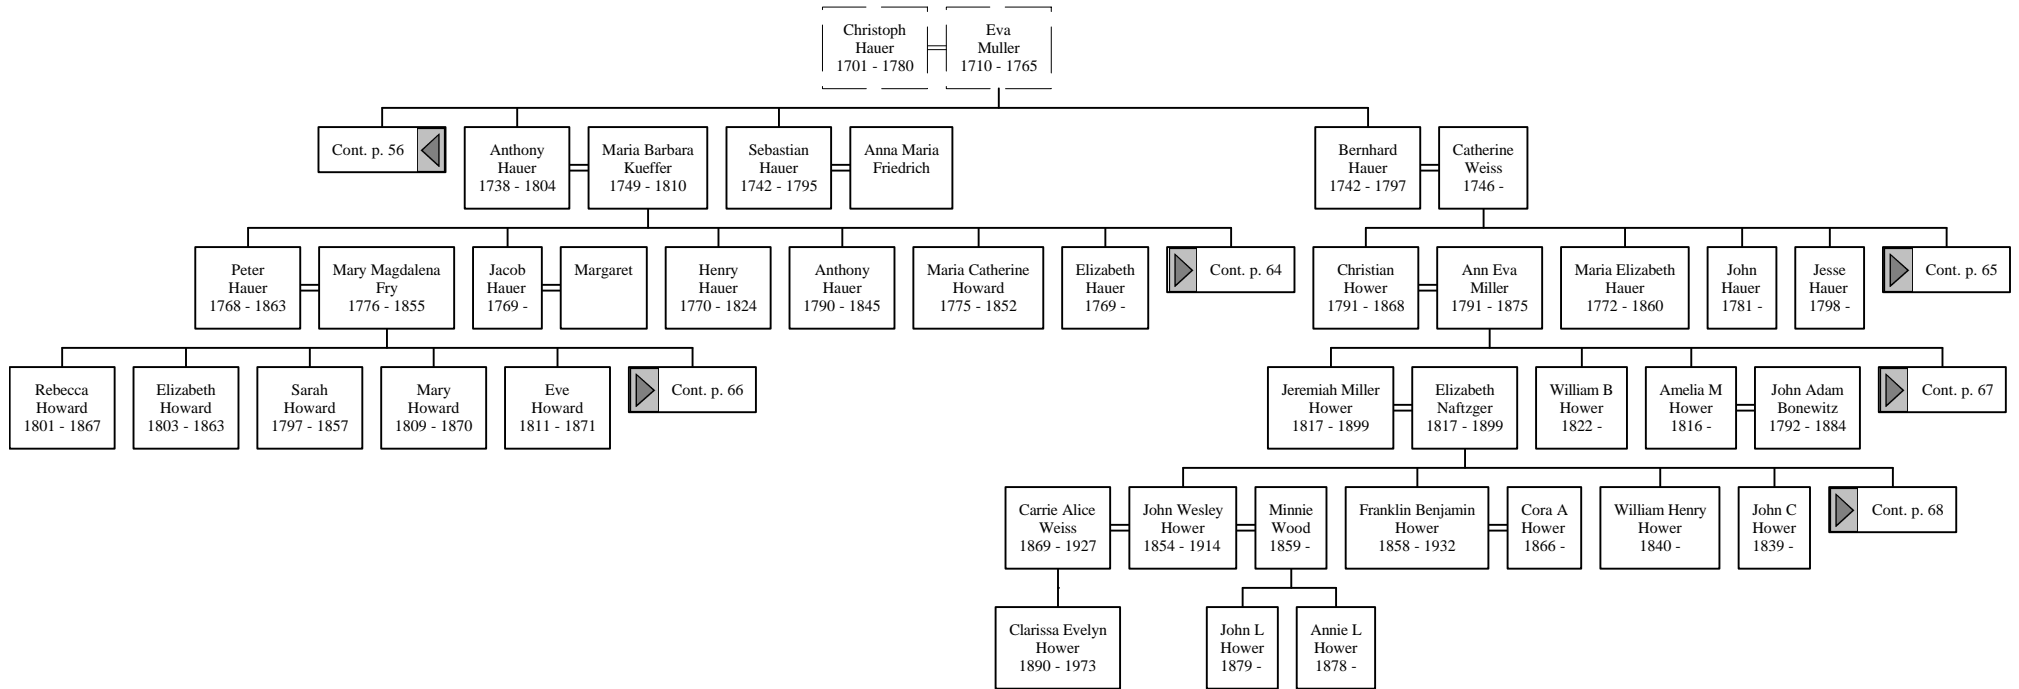 Christoph
Hauer
1701 - 1780
Eva
Muller
1710 - 1765
Cont. p. 56
Anthony
Hauer
1738 - 1804
Maria Barbara
Kueffer
1749 - 1810
Sebastian
Hauer
1742 - 1795
Anna Maria
Friedrich
Bernhard
Hauer
1742 - 1797
Catherine
Weiss
1746 -
Peter
Hauer
1768 - 1863
Mary Magdalena
Fry
1776 - 1855
Jacob
Hauer
1769 -
Margaret
Henry
Hauer
1770 - 1824
Anthony
Hauer
1790 - 1845
Maria Catherine
Howard
1775 - 1852
Elizabeth
Hauer
1769 -
Cont. p. 64
Christian
Hower
1791 - 1868
Ann Eva
Miller
1791 - 1875
Maria Elizabeth
Hauer
1772 - 1860
John
Hauer
1781 -
Jesse
Hauer
1798 -
Cont. p. 65
Rebecca
Howard
1801 - 1867
Elizabeth
Howard
1803 - 1863
Sarah
Howard
1797 - 1857
Mary
Howard
1809 - 1870
Eve
Howard
1811 - 1871
Cont. p. 66
Jeremiah Miller
Hower
1817 - 1899
Elizabeth
Naftzger
1817 - 1899
William B
Hower
1822 -
Amelia M
Hower
1816 -
John Adam
Bonewitz
1792 - 1884
Cont. p. 67
Carrie Alice
Weiss
1869 - 1927
John Wesley
Hower
1854 - 1914
Minnie
Wood
1859 -
Franklin Benjamin
Hower
1858 - 1932
Cora A
Hower
1866 -
William Henry
Hower
1840 -
John C
Hower
1839 -
Cont. p. 68
Clarissa Evelyn
Hower
1890 - 1973
John L
Hower
1879 -
Annie L
Hower
1878 -